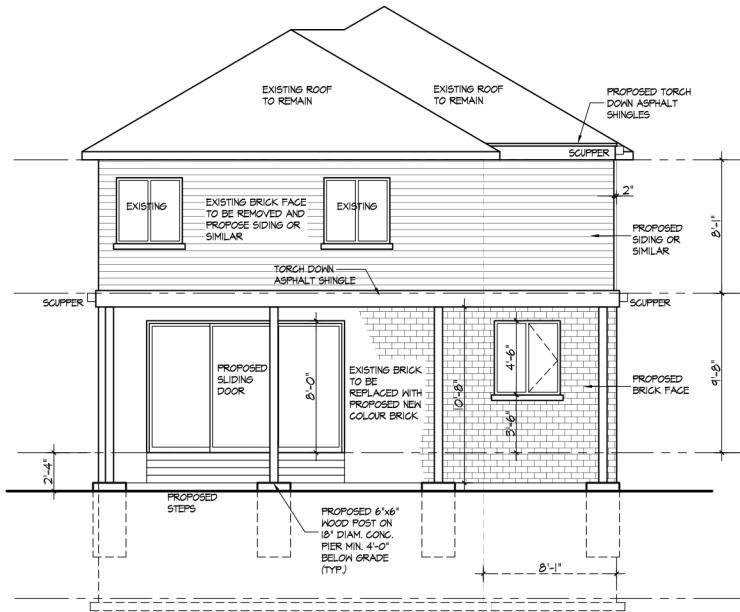 EXISTING ROOF
TO REMAIN
EXISTING ROOF
TO REMAIN
PROPOSED TORCH
DOWN ASPHALT
SHINGLES
SCUPPER
2"
EXISTING
EXISTING BRICK FACE
TO BE REMOVED AND
PROPOSE SIDING OR
SIMILAR
EXISTING
PROPOSED
SIDING OR
SIMILAR
8'-1"
TORCH DOWN
ASPHALT SHINGLE
SCUPPER
SCUPPER
PROPOSED
SLIDING
DOOR
8'-0"
EXISTING BRICK
TO BE
REPLACED WITH
PROPOSED NEW
COLOUR BRICK
10'-8"
4'-6"
3'-6"
PROPOSED
BRICK FACE
9'-8"
2'-4"
PROPOSED
STEPS
PROPOSED 6"x6"
WOOD POST ON
18" DIAM. CONC.
PIER MIN. 4'-0"
BELOW GRADE
(TYP.)
8'-1"